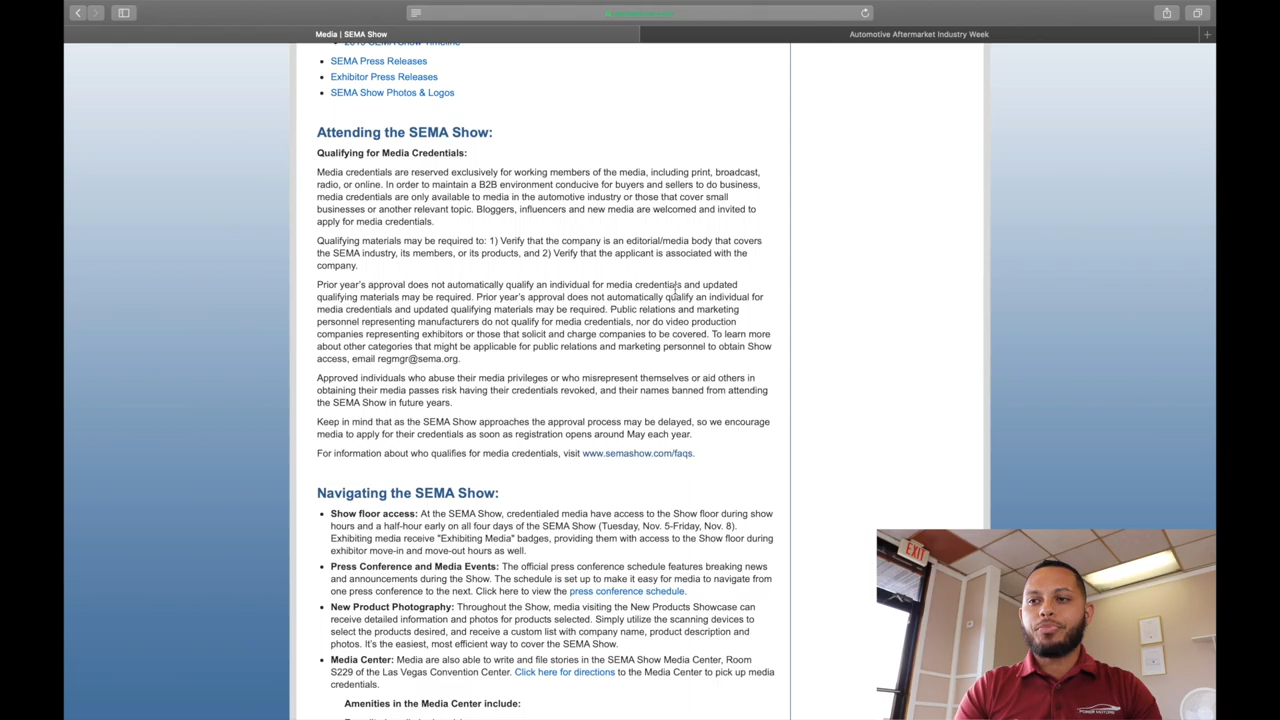 Media | SEMA Show
Automotive Aftermarket Industry Week
SEMA Press Releases
Exhibitor Press Releases
SEMA Show Photos & Logos
Attending the SEMA Show:
Qualifying for Media Credentials:
Media credentials are reserved exclusively for working members of the media, including print, broadcast,
radio, or online. In order to maintain a B2B environment conducive for buyers and sellers to do business,
media credentials are only available to media in the automotive industry or those that cover small
businesses or another relevant topic. Bloggers, influencers and new media are welcomed and invited to
apply for media credentials.
Qualifying materials may be required to: 1) Verify that the company is an editorial/media body that covers
the SEMA industry, its members, or its products, and 2) Verify that the applicant is associated with the
company.
Prior year's approval does not automatically qualify an individual for media credentials and updated
qualifying materials may be required. Prior year's approval does not automatically qualify an individual for
media credentials and updated qualifying materials may be required. Public relations and marketing
personnel representing manufacturers do not qualify for media credentials, nor do video production
companies representing exhibitors or those that solicit and charge companies to be covered. To learn more
about other categories that might be applicable for public relations and marketing personnel to obtain Show
access, email regmgr@sema.org.
Approved individuals who abuse their media privileges or who misrepresent themselves or aid others in
obtaining their media passes risk having their credentials revoked, and their names banned from attending
the SEMA Show in future years.
Keep in mind that as the SEMA Show approaches the approval process may be delayed, so we encourage
media to apply for their credentials as soon as registration opens around May each year.
For information about who qualifies for media credentials, visit www.semashow.com/faqs.
Navigating the SEMA Show:
Show floor access: At the SEMA Show, credentialed media have access to the Show floor during show
hours and a half-hour early on all four days of the SEMA Show (Tuesday, Nov. 5-Friday, Nov. 8).
Exhibiting media receive "Exhibiting Media" badges, providing them with access to the Show floor during
exhibitor move-in and move-out hours as well.
Press Conference and Media Events: The official press conference schedule features breaking news
and announcements during the Show. The schedule is set up to make it easy for media to navigate from
one press conference to the next. Click here to view the press conference schedule.
New Product Photography: Throughout the Show, media visiting the New Products Showcase can
receive detailed information and photos for products selected. Simply utilize the scanning devices to
select the products desired, and receive a custom list with company name, product description and
photos. It's the easiest, most efficient way to cover the SEMA Show.
Media Center: Media are also able to write and file stories in the SEMA Show Media Center, Room
S229 of the Las Vegas Convention Center. Click here for directions to the Media Center to pick up media
credentials.
Amenities in the Media Center include:
EXIT